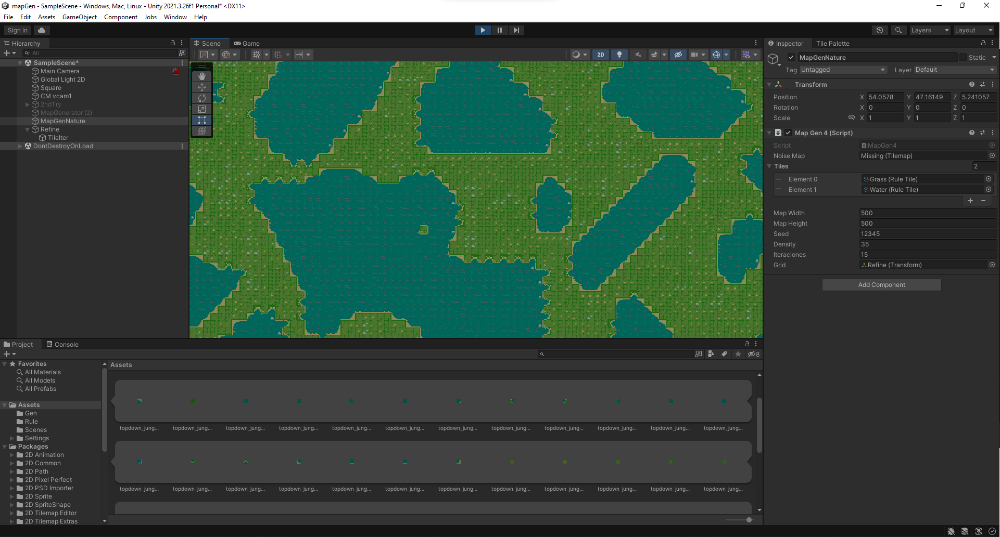 mapGen - SampleScene - Windows, Mac, Linux - Unity 2021.3.26f1 Personal* <DX11>
File Edit Assets GameObject Component Jobs Window Help
Sign in
Layers
Layout
Hierarchy
All
SampleScene*
Main Camera
Global Light 2D
Square
CM vcam1
2ndTry
MapGenerator (2)
MapGenNature
Refine
TileIter
DontDestroyOnLoad
Scene
Game
2D
Inspector
Tile Palette
MapGenNature
Static
Tag Untagged
Layer Default
Transform
Position X 54.0578 Y 47.16149 Z 5.241057
Rotation X 0 Y 0 Z 0
Scale X 1 Y 1 Z 1
# Map Gen 4 (Script)
Script MapGen4
Noise Map Missing (Tilemap)
Tiles 2
Element 0 Grass (Rule Tile)
Element 1 Water (Rule Tile)
Map Width 500
Map Height 500
Seed 12345
Density 35
Iteraciones 15
Grid Refine (Transform)
Add Component
Project
Console
8
Favorites
All Materials
All Models
All Prefabs
Assets
Gen
Rule
Scenes
Settings
Packages
2D Animation
2D Common
2D Path
2D Pixel Perfect
2D PSD Importer
2D Sprite
2D SpriteShape
2D Tilemap Editor
2D Tilemap Extras
Assets
topdown_jung... topdown_jung... topdown_jung... topdown_jung... topdown_jung... topdown_jung... topdown_jung... topdown_jung... topdown_jung... topdown_jung... topdown_jung... topdown_jung...
topdown_jung... topdown_jung... topdown_jung... topdown_jung... topdown_jung... topdown_jung... topdown_jung... topdown_jung... topdown_jung... topdown_jung... topdown_jung... topdown_jung...